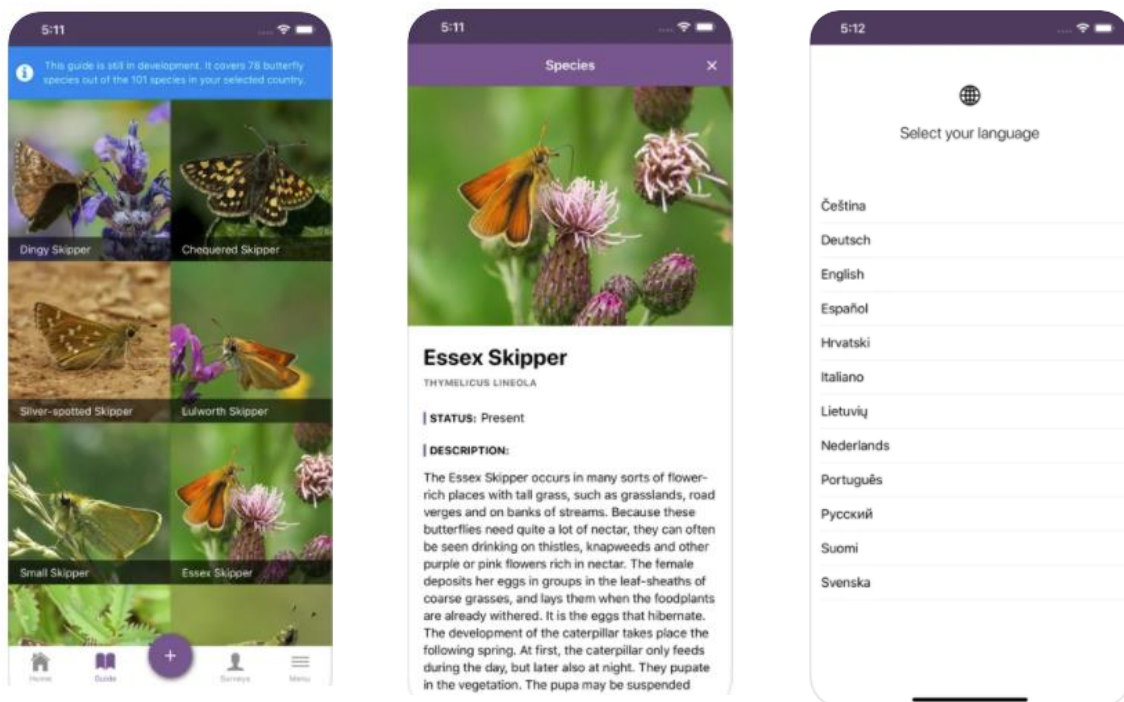 5:11
This guide is still in development. It covers 78 butterfly
species out of the 101 species in your selected country.
Dingy Skipper
Chequered Skipper
Silver-spotted Skipper
Lulworth Skipper
Small Skipper
Essex Skipper
Home
Guide
+
Surveys
Menu
5:11
Species
×
Essex Skipper
THYMELICUS LINEOLA
STATUS: Present
DESCRIPTION:
The Essex Skipper occurs in many sorts of flower-
rich places with tall grass, such as grasslands, road
verges and on banks of streams. Because these
butterflies need quite a lot of nectar, they can often
be seen drinking on thistles, knapweeds and other
purple or pink flowers rich in nectar. The female
deposits her eggs in groups in the leaf-sheaths of
coarse grasses, and lays them when the foodplants
are already withered. It is the eggs that hibernate.
The development of the caterpillar takes place the
following spring. At first, the caterpillar only feeds
during the day, but later also at night. They pupate
in the vegetation. The pupa may be suspended
5:12
Select your language
Čeština
Deutsch
English
Español
Hrvatski
Italiano
Lietuvių
Nederlands
Português
Русский
Suomi
Svenska